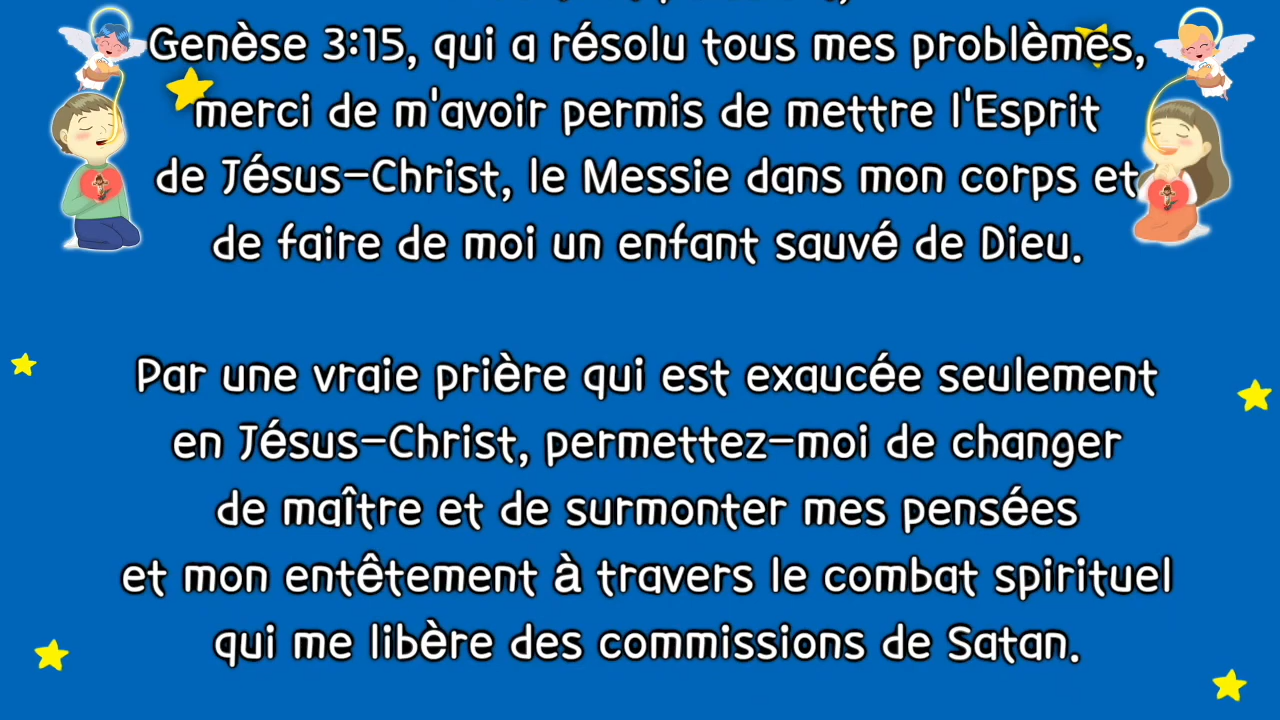 Genèse 3:15, qui a résolu tous mes problèmes,
merci de m'avoir permis de mettre l'Esprit
de Jésus-Christ, le Messie dans mon corps et
de faire de moi un enfant sauvé de Dieu.
Par une vraie prière qui est exaucée seulement
en Jésus-Christ, permettez-moi de changer
de maître et de surmonter mes pensées
et mon entêtement à travers le combat spirituel
qui me libère des commissions de Satan.